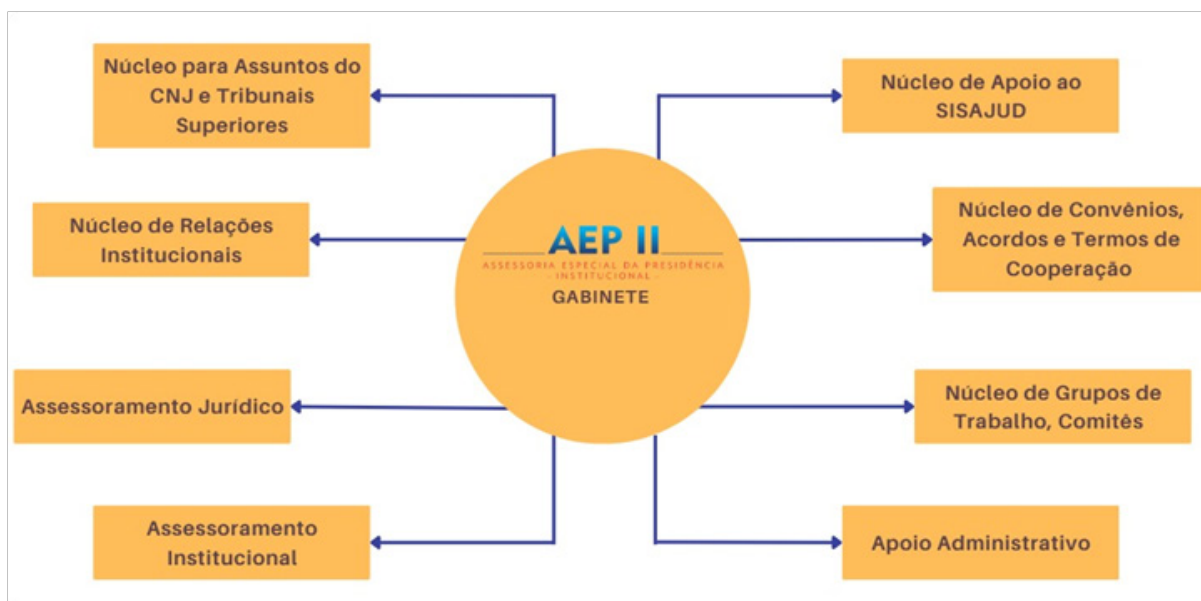 Núcleo para Assuntos do
CNJ e Tribunais
Superiores
Núcleo de Relações
Institucionais
Assessoramento Jurídico
Assessoramento
Institucional
AEP II
ASSESSORIA ESPECIAL DA PRESIDÊNCIA
- INSTITUCIONAL -
GABINETE
Núcleo de Apoio ao
SISAJUD
Núcleo de Convênios,
Acordos e Termos de
Cooperação
Núcleo de Grupos de
Trabalho, Comitês
Apoio Administrativo